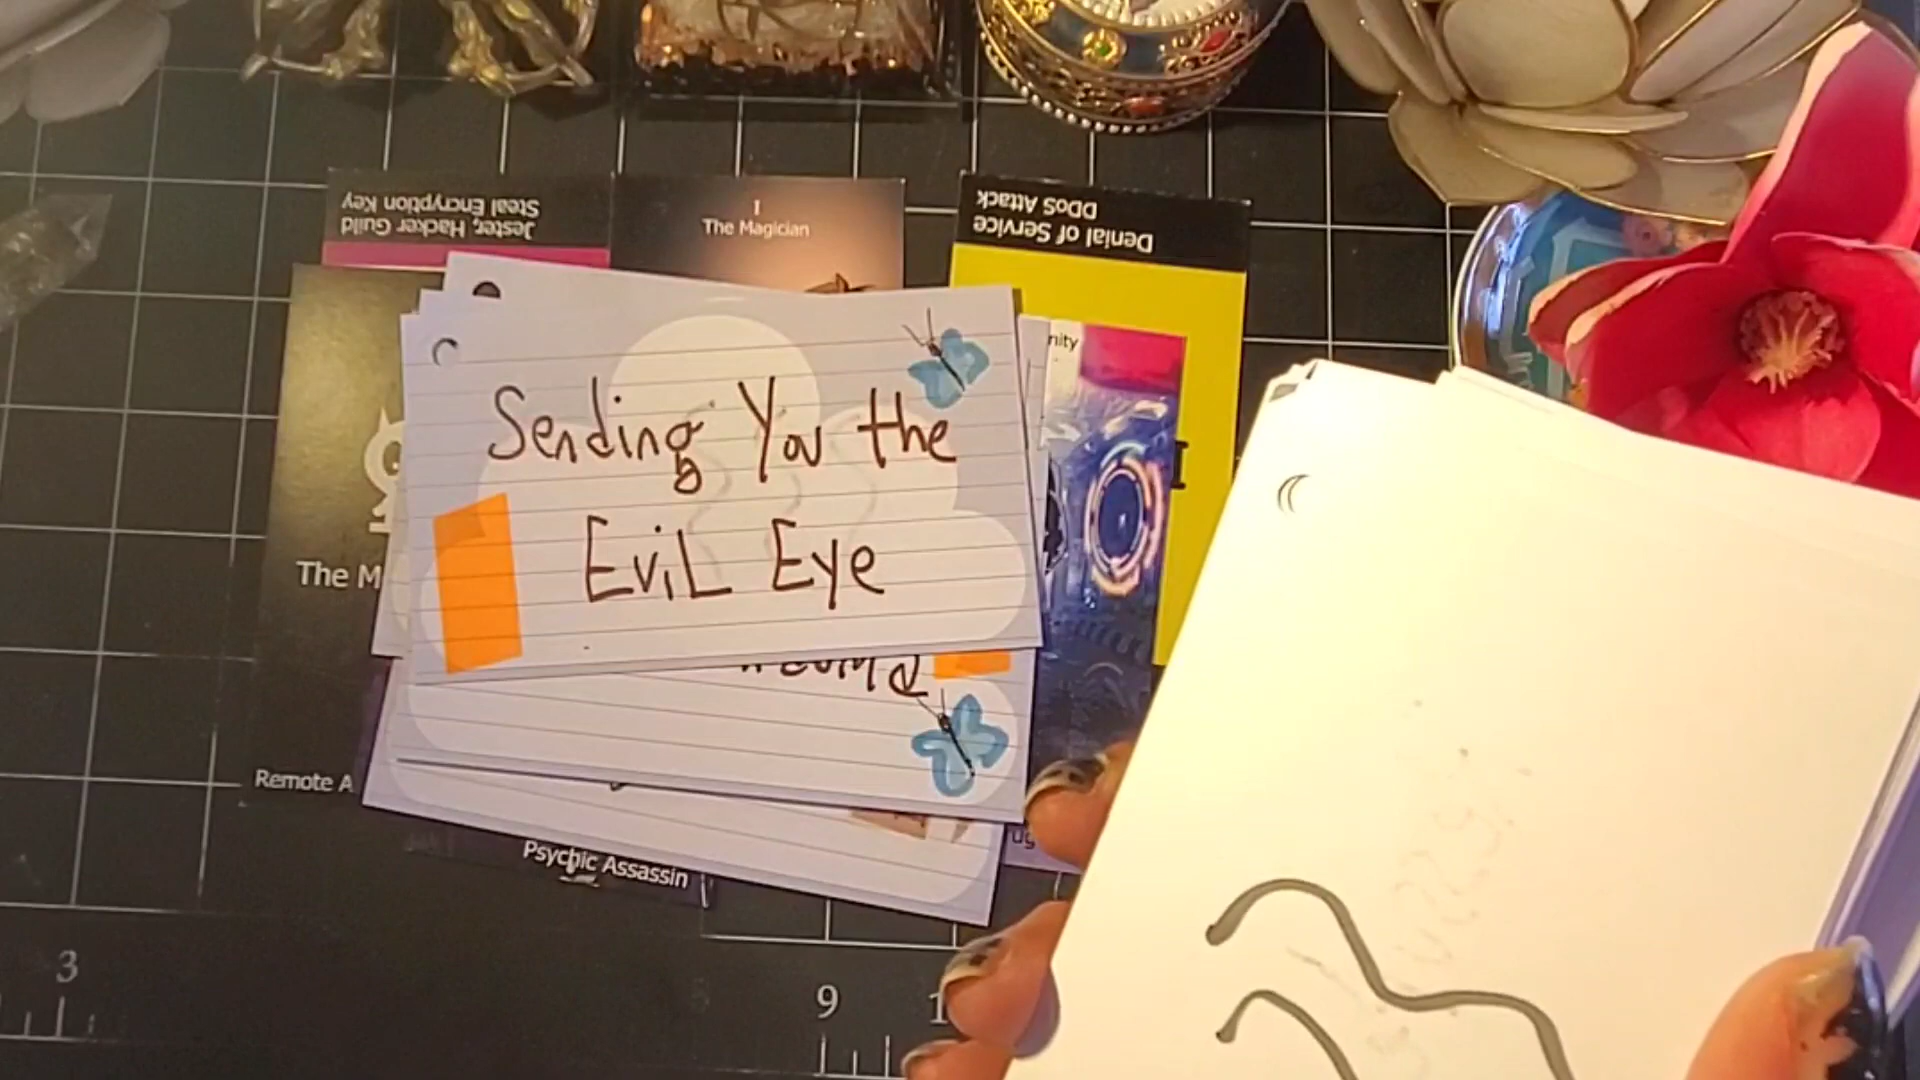 Jester, Hacker Guild
Steal Encryption Key
I
The Magician
Denial of Service
DDoS Attack
Sending You the
Evil Eye
The M
Remote A
Psychic Assassin
3
9
1